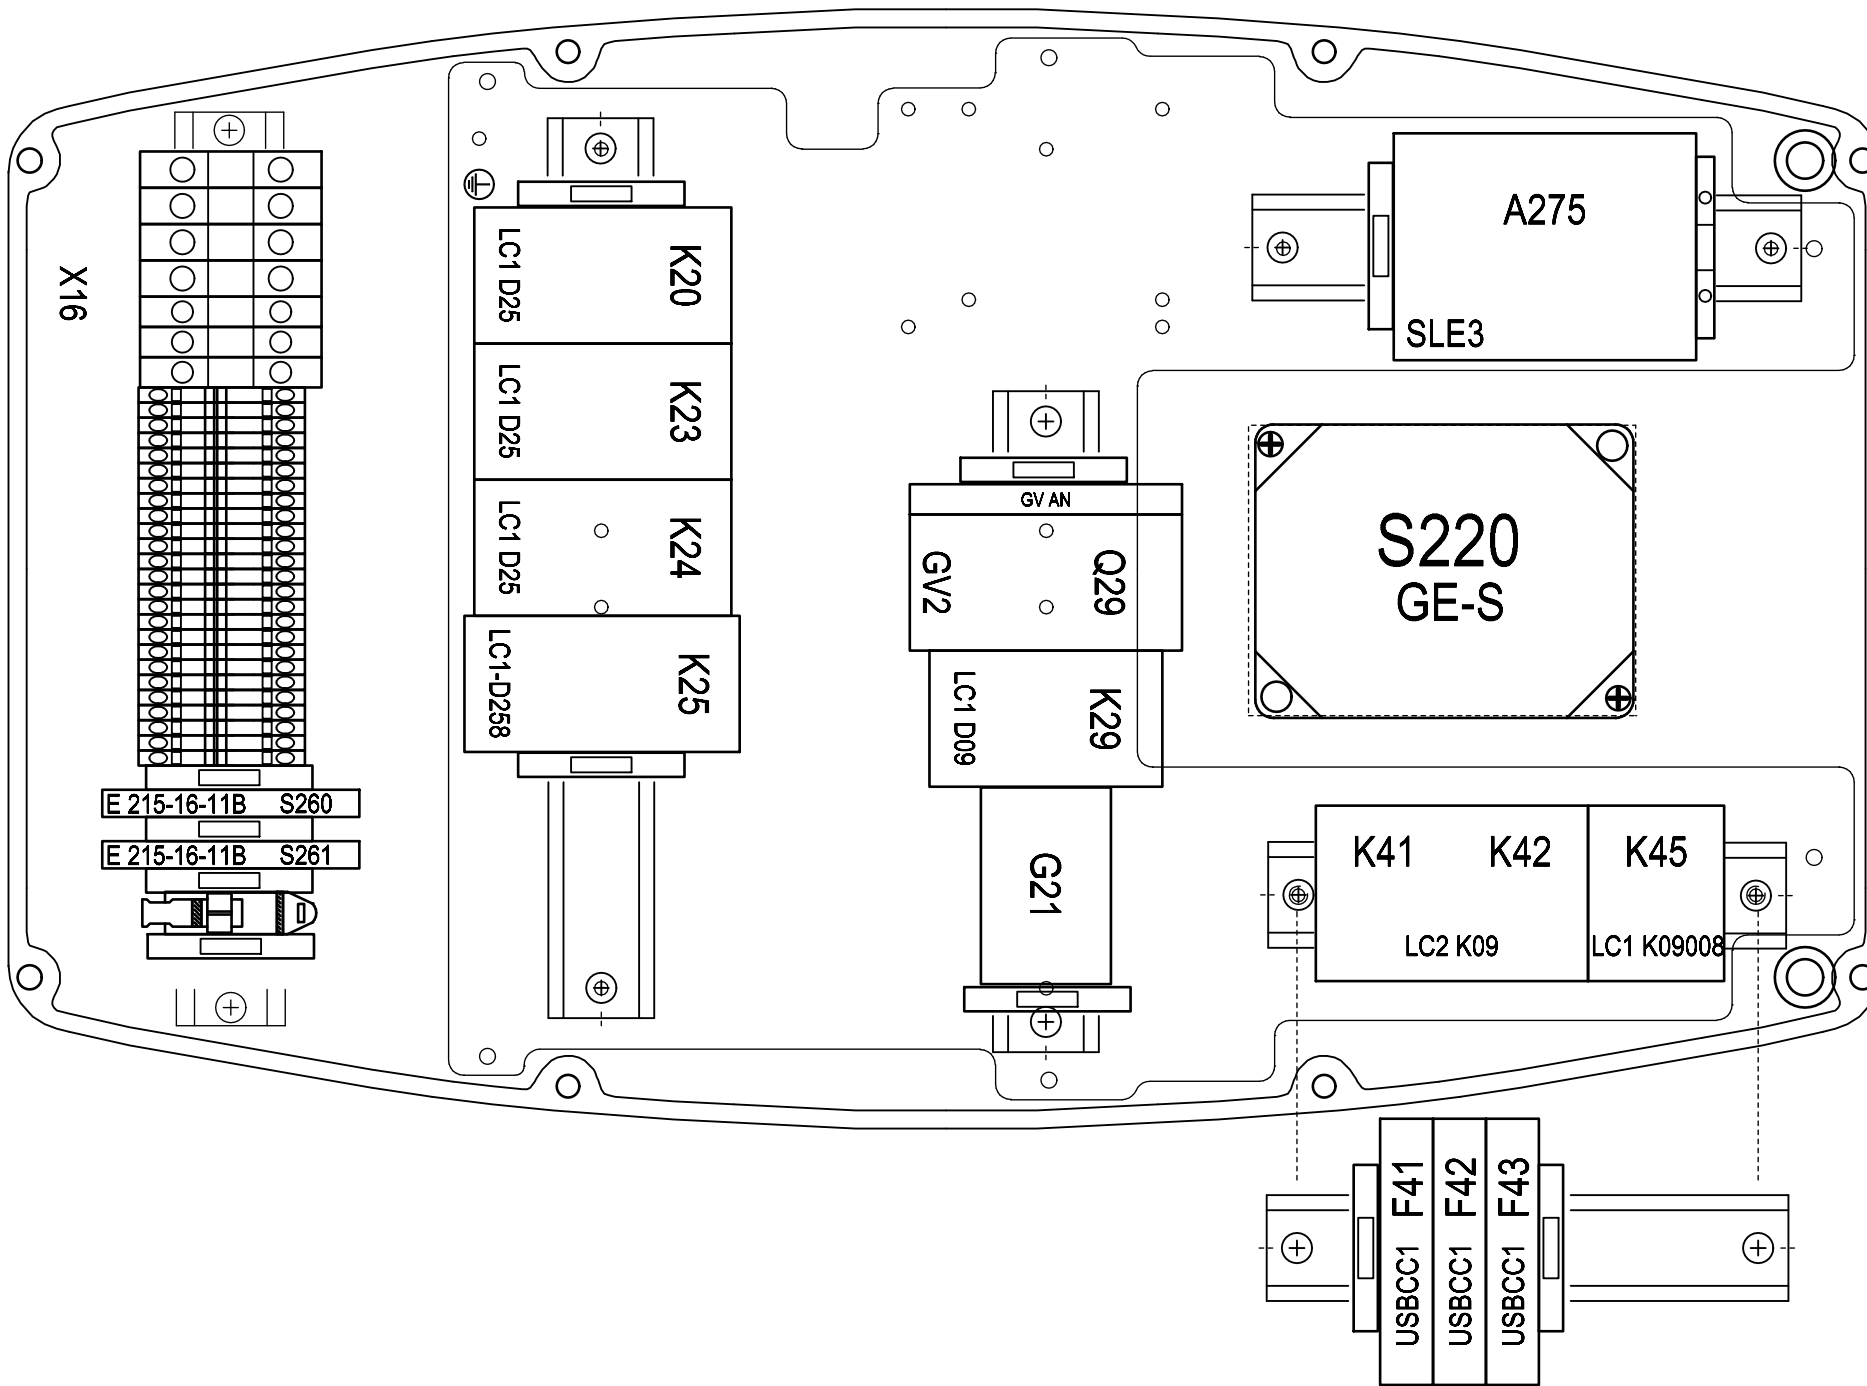 X16
E 215-16-11B S260
E 215-16-11B S261
K20
LC1 D25
K23
LC1 D25
K24
LC1 D25
K25
LC1-D258
GV AN
Q29
GV2
K29
LC1 D09
G21
A275
SLE3
S220
GE-S
K41 K42 K45
LC2 K09 LC1 K09008
F41 USBCC1
F42 USBCC1
F43 USBCC1